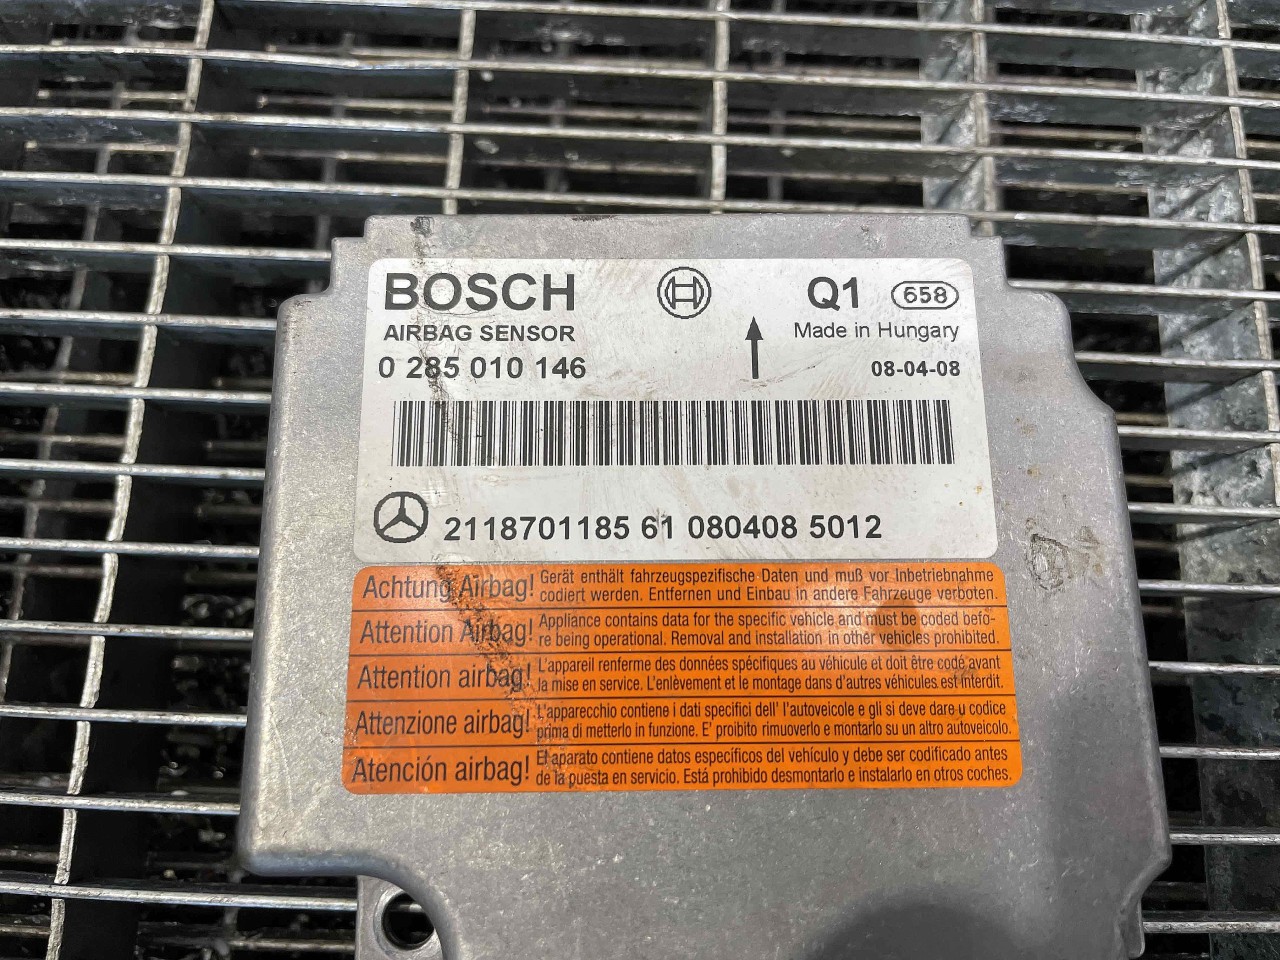 BOSCH Q1 658
AIRBAG SENSOR Made in Hungary
0 285 010 146 08-04-08
2118701185 61 080408 5012
Achtung Airbag! Gerät enthält fahrzeugspezifische Daten und muß vor Inbetriebnahme
codiert werden. Entfernen und Einbau in andere Fahrzeuge verboten.
Attention Airbag! Appliance contains data for the specific vehicle and must be coded befo-
re being operational. Removal and installation in other vehicles prohibited.
Attention airbag! L'appareil renferme des données spécifiques au véhicule et doit être codé avant
la mise en service. L'enlèvement et le montage dans d'autres véhicules est interdit.
Attenzione airbag! L'apparecchio contiene i dati specifici dell' l'autoveicolo e gli si deve dare u codice
prima di metterlo in funzione. E' proibito rimuoverlo e montarlo su un altro autoveicolo.
Atención airbag! El aparato contiene datos específicos del vehículo y debe ser codificado antes
de la puesta en servicio. Está prohibido desmontarlo e instalarlo en otros coches.